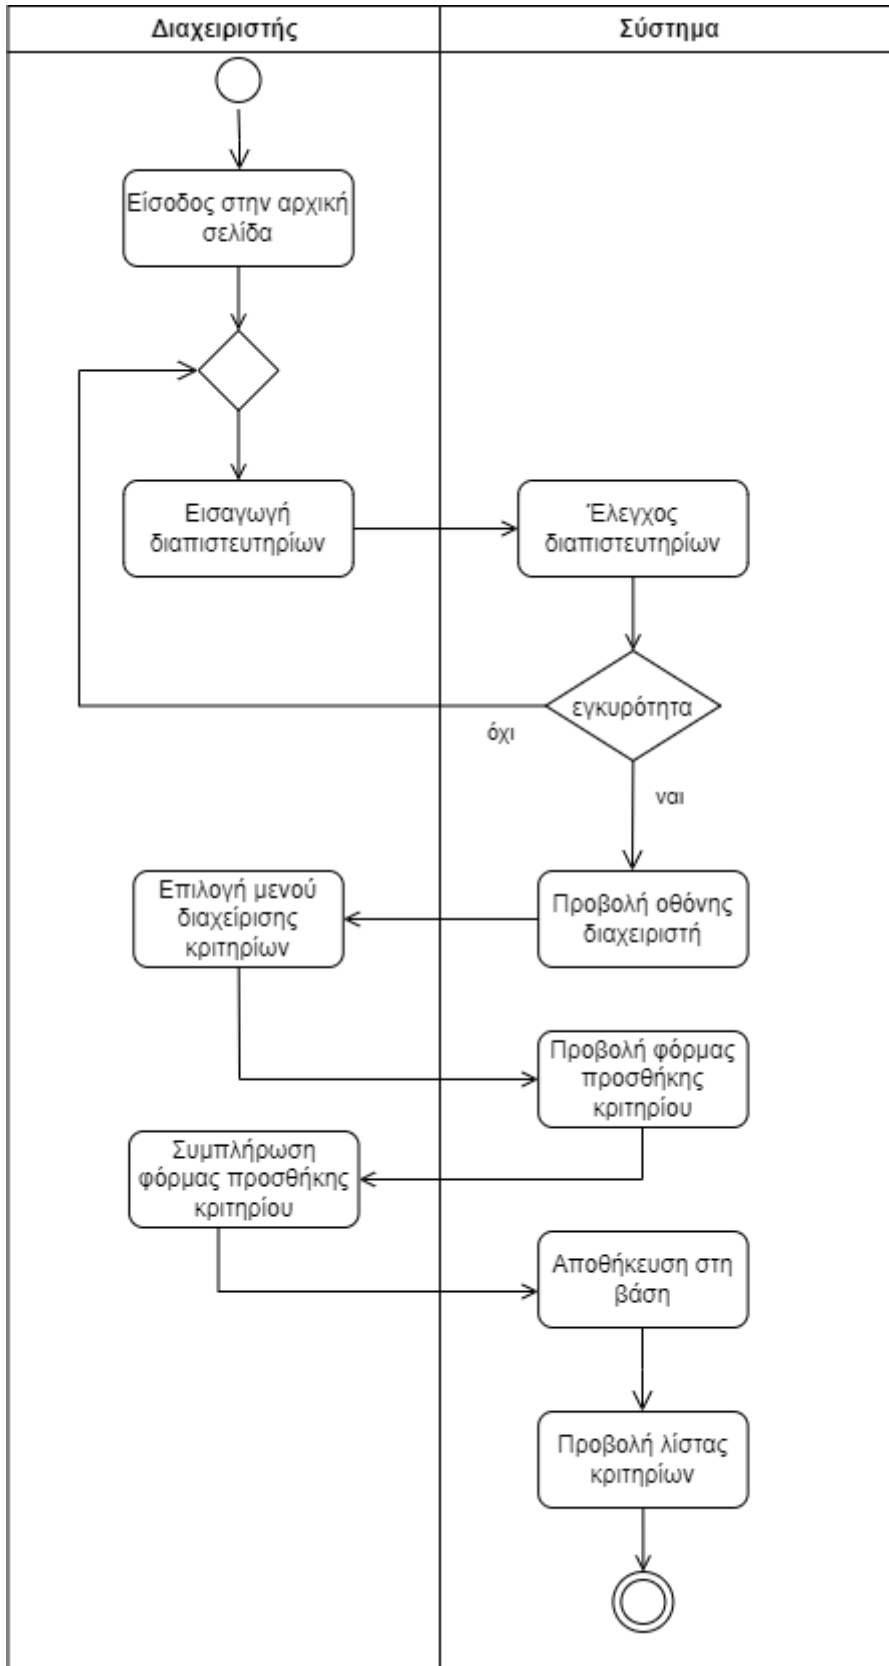 Διαχειριστής
Σύστημα
Είσοδος στην αρχική
σελίδα
Εισαγωγή
διαπιστευτηρίων
Έλεγχος
διαπιστευτηρίων
εγκυρότητα
όχι
ναι
Προβολή οθόνης
διαχειριστή
Επιλογή μενού
διαχείρισης
κριτηρίων
Προβολή φόρμας
προσθήκης
κριτηρίου
Συμπλήρωση
φόρμας προσθήκης
κριτηρίου
Αποθήκευση στη
βάση
Προβολή λίστας
κριτηρίων